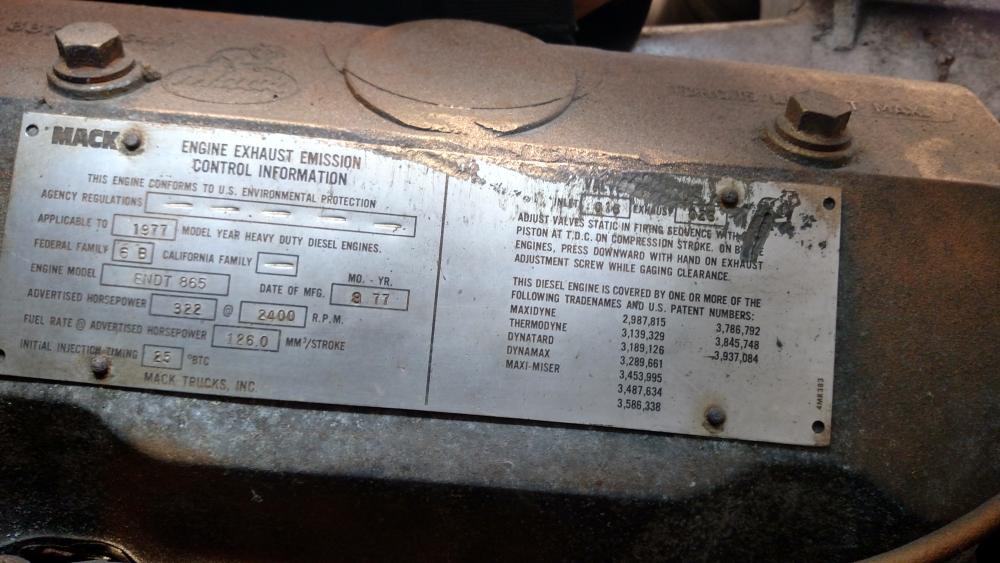 MACK
ENGINE EXHAUST EMISSION
CONTROL INFORMATION
THIS ENGINE CONFORMS TO U.S. ENVIRONMENTAL PROTECTION
AGENCY REGULATIONS - - - - -
APPLICABLE TO 1977 MODEL YEAR HEAVY DUTY DIESEL ENGINES.
FEDERAL FAMILY 6 B CALIFORNIA FAMILY -
ENGINE MODEL ENDT 865 DATE OF MFG. MO. - YR. 8 77
ADVERTISED HORSEPOWER 322 @ 2400 R.P.M.
FUEL RATE @ ADVERTISED HORSEPOWER 126.0 MM³/STROKE
INITIAL INJECTION TIMING 25 °BTC
MACK TRUCKS, INC.
INLET EXHAUST
ADJUST VALVES STATIC IN FIRING SEQUENCE WITH
PISTON AT T.D.C. ON COMPRESSION STROKE. ON
ENGINES, PRESS DOWNWARD WITH HAND ON EXHAUST
ADJUSTMENT SCREW WHILE GAGING CLEARANCE.
THIS DIESEL ENGINE IS COVERED BY ONE OR MORE OF THE
FOLLOWING TRADENAMES AND U.S. PATENT NUMBERS:
MAXIDYNE 2,987,815 3,786,792
THERMODYNE 3,139,329 3,845,748
DYNATARD 3,189,126 3,937,084
DYNAMAX 3,289,661
MAXI-MISER 3,453,995
3,487,634
3,586,338
4MR383